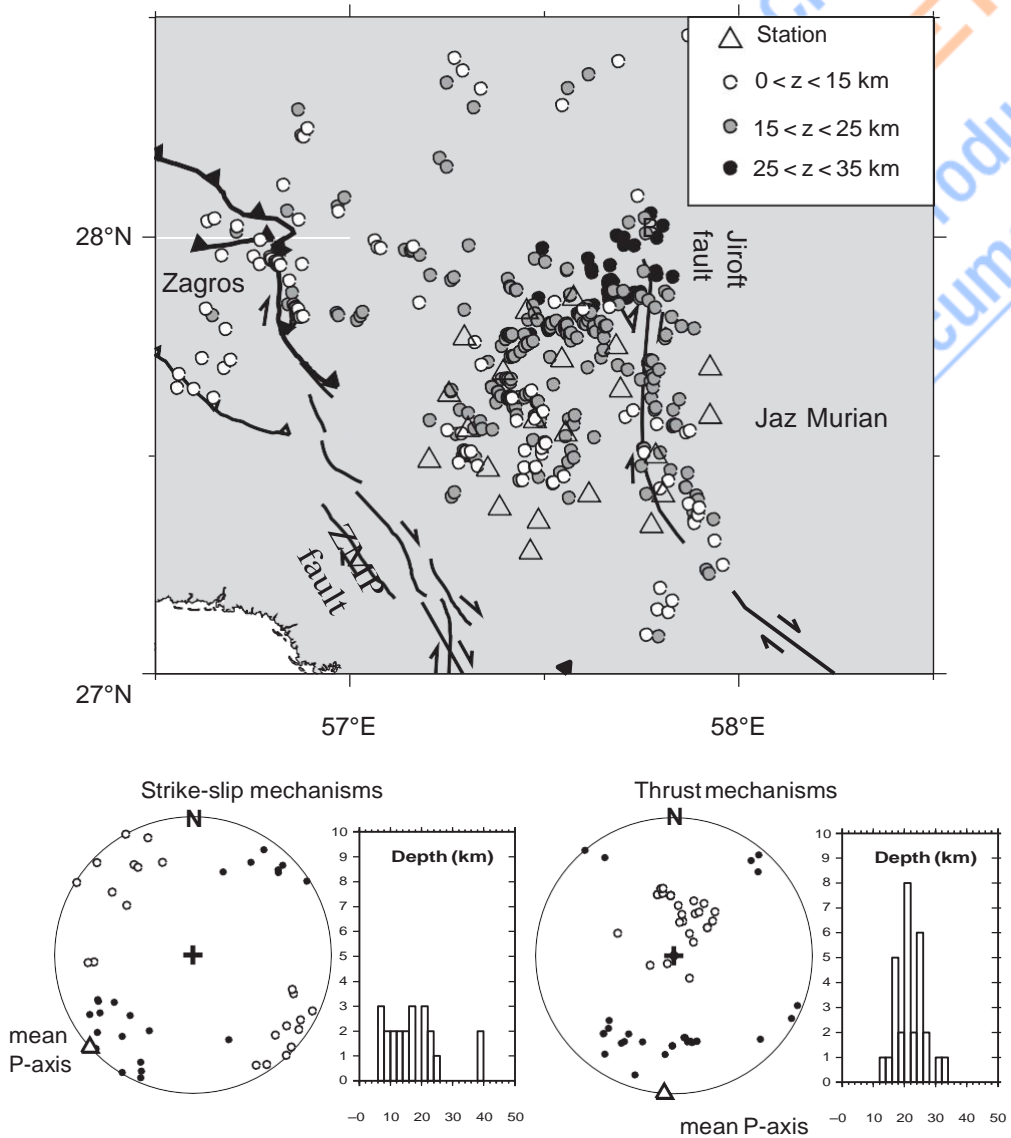 Station
0 < z < 15 km
15 < z < 25 km
25 < z < 35 km
28°N
Jiroft
fault
Zagros
Jaz Murian
ZMP
fault
27°N
57°E
58°E
Strike-slip mechanisms
Thrust mechanisms
N
N
10
9
8
7
6
5
4
3
2
1
0
Depth (km)
–0 10 20 30 40 50
10
9
8
7
6
5
4
3
2
1
0
Depth (km)
–0 10 20 30 40 50
mean
P-axis
mean P-axis